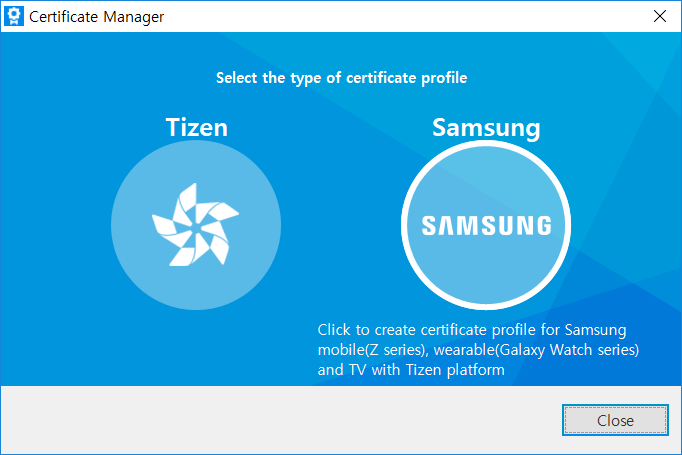 Certificate Manager
Select the type of certificate profile
Tizen
Samsung
SAMSUNG
Click to create certificate profile for Samsung
mobile(Z series), wearable(Galaxy Watch series)
and TV with Tizen platform
Close